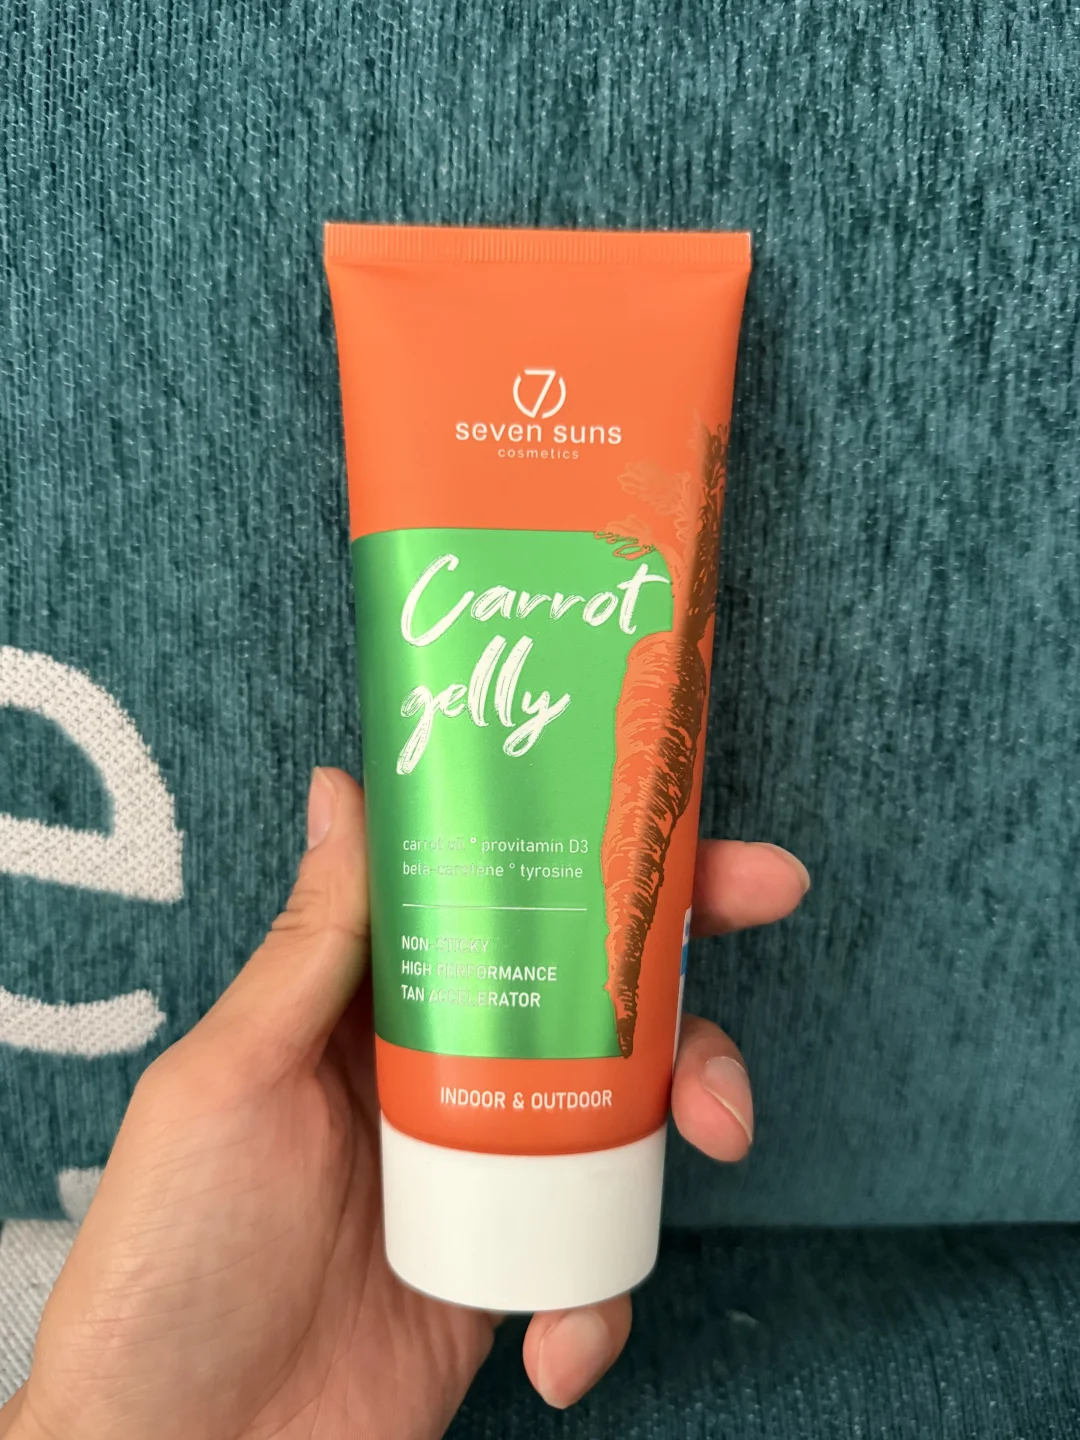 7
seven suns
cosmetics
Carrot
gelly
carrot oil ° provitamin D3
beta-carotene ° tyrosine
NON-STICKY
HIGH PERFORMANCE
TAN ACCELERATOR
INDOOR & OUTDOOR
e